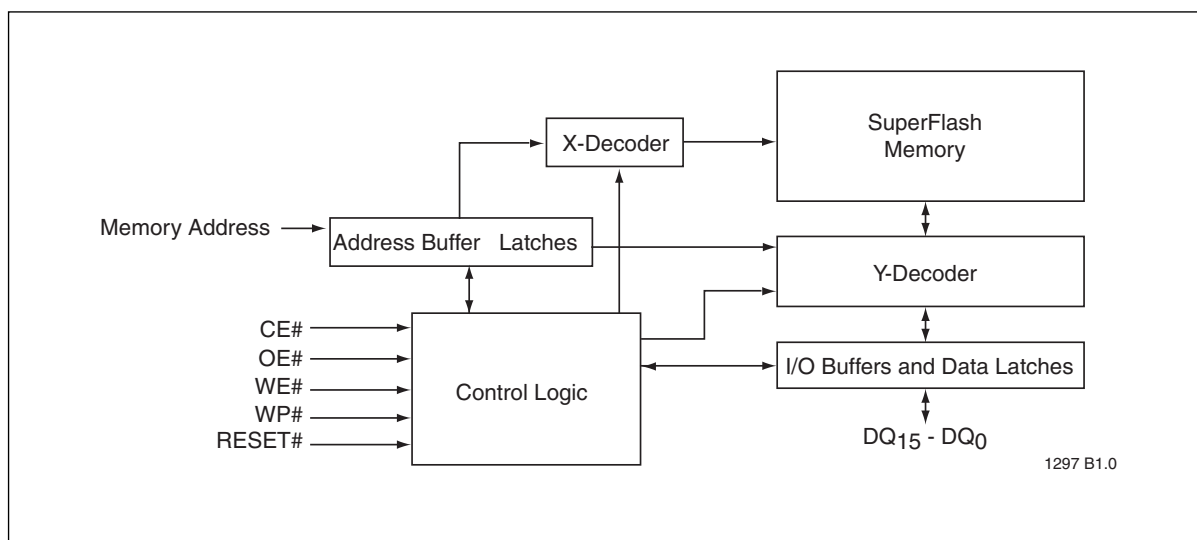 SuperFlash
Memory
X-Decoder
Memory Address
Address Buffer Latches
Y-Decoder
CE#
OE#
WE#
WP#
RESET#
Control Logic
I/O Buffers and Data Latches
DQ15 - DQ0
1297 B1.0